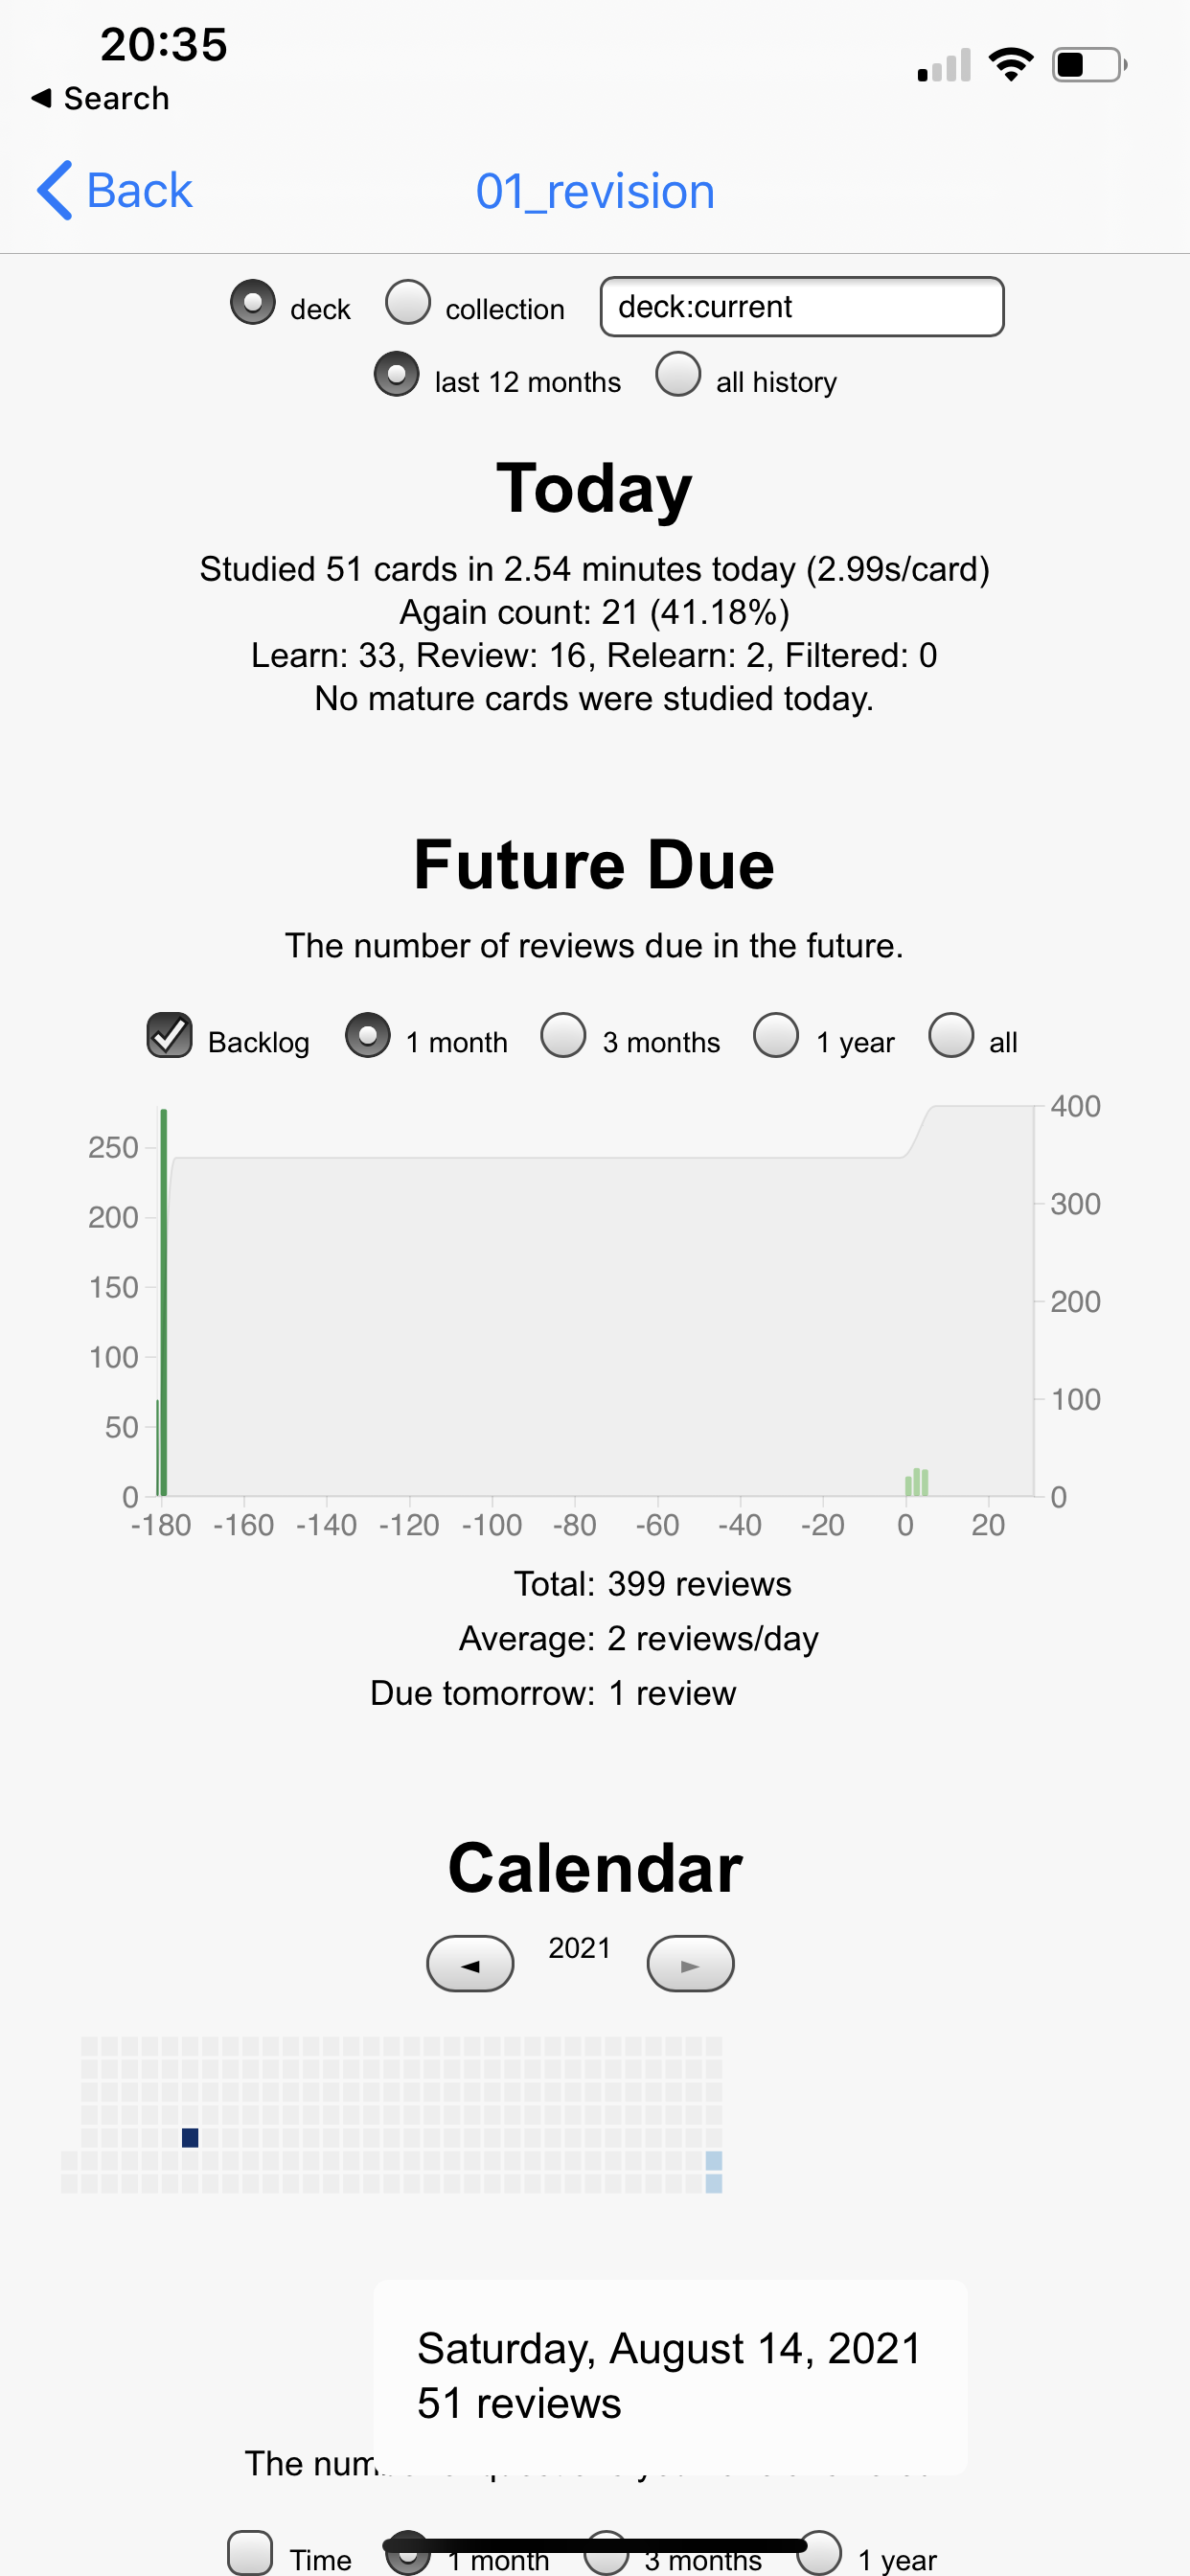 20:35
◀ Search
Back 01_revision
deck collection deck:current
last 12 months all history
Today
Studied 51 cards in 2.54 minutes today (2.99s/card)
Again count: 21 (41.18%)
Learn: 33, Review: 16, Relearn: 2, Filtered: 0
No mature cards were studied today.
Future Due
The number of reviews due in the future.
Backlog 1 month 3 months 1 year all
400
250
200 300
150
200
100
100
50
0 0
-180 -160 -140 -120 -100 -80 -60 -40 -20 0 20
Total: 399 reviews
Average: 2 reviews/day
Due tomorrow: 1 review
Calendar
◄ 2021 ►
Saturday, August 14, 2021
51 reviews
The
Time 1 month 3 months 1 year